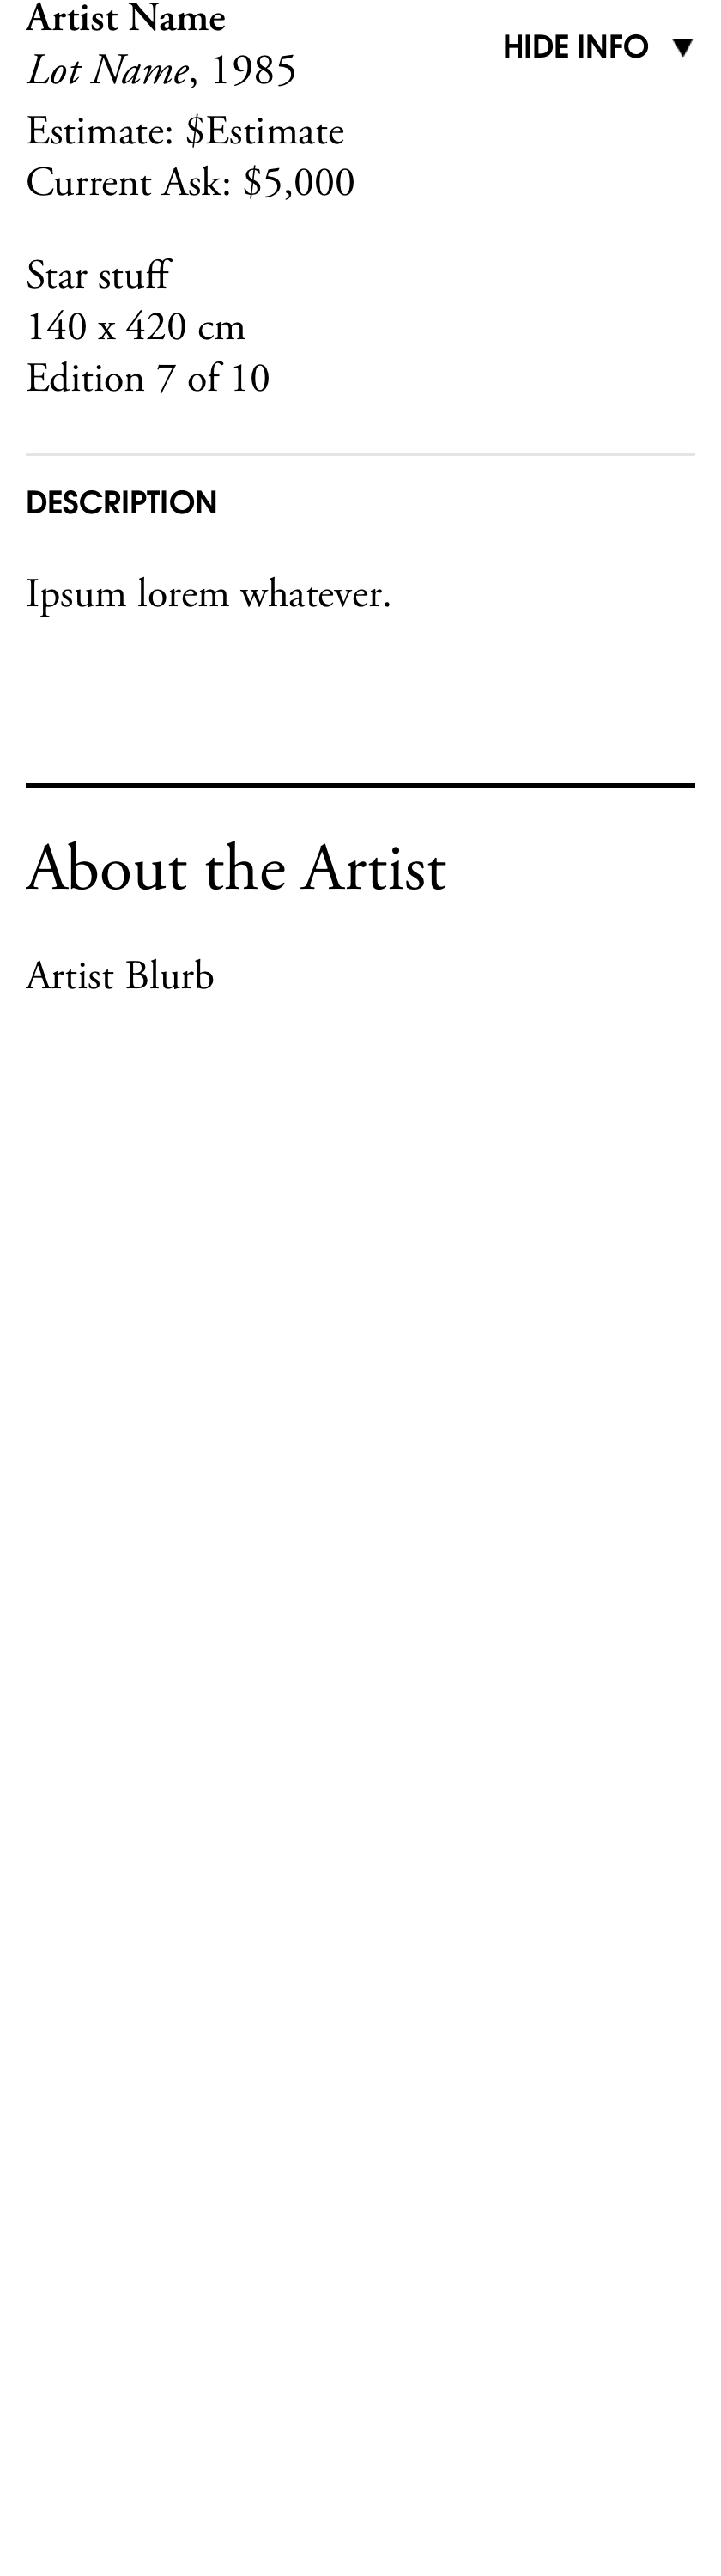 Artist Name
HIDE INFO ▼
Lot Name, 1985
Estimate: $Estimate
Current Ask: $5,000
Star stuff
140 x 420 cm
Edition 7 of 10
DESCRIPTION
Ipsum lorem whatever.
About the Artist
Artist Blurb